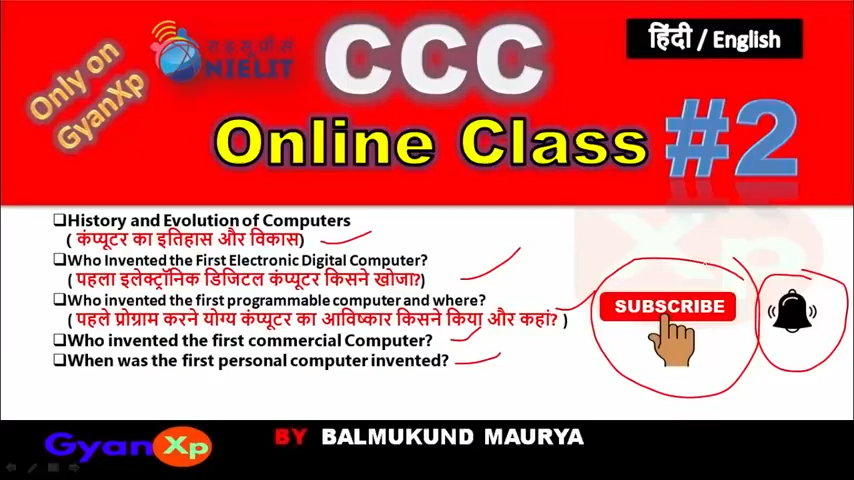 Only on
GyanXp
रा.इ.सू.प्रौ.सं
NIELIT
CCC
हिंदी / English
Online Class #2
❑History and Evolution of Computers
( कंप्यूटर का इतिहास और विकास)
❑Who Invented the First Electronic Digital Computer?
(पहला इलेक्ट्रॉनिक डिजिटल कंप्यूटर किसने खोजा?)
❑Who invented the first programmable computer and where?
(पहले प्रोग्राम करने योग्य कंप्यूटर का आविष्कार किसने किया और कहां? )
❑Who invented the first commercial Computer?
❑When was the first personal computer invented?
SUBSCRIBE
Xp
GyanXp
BY BALMUKUND MAURYA